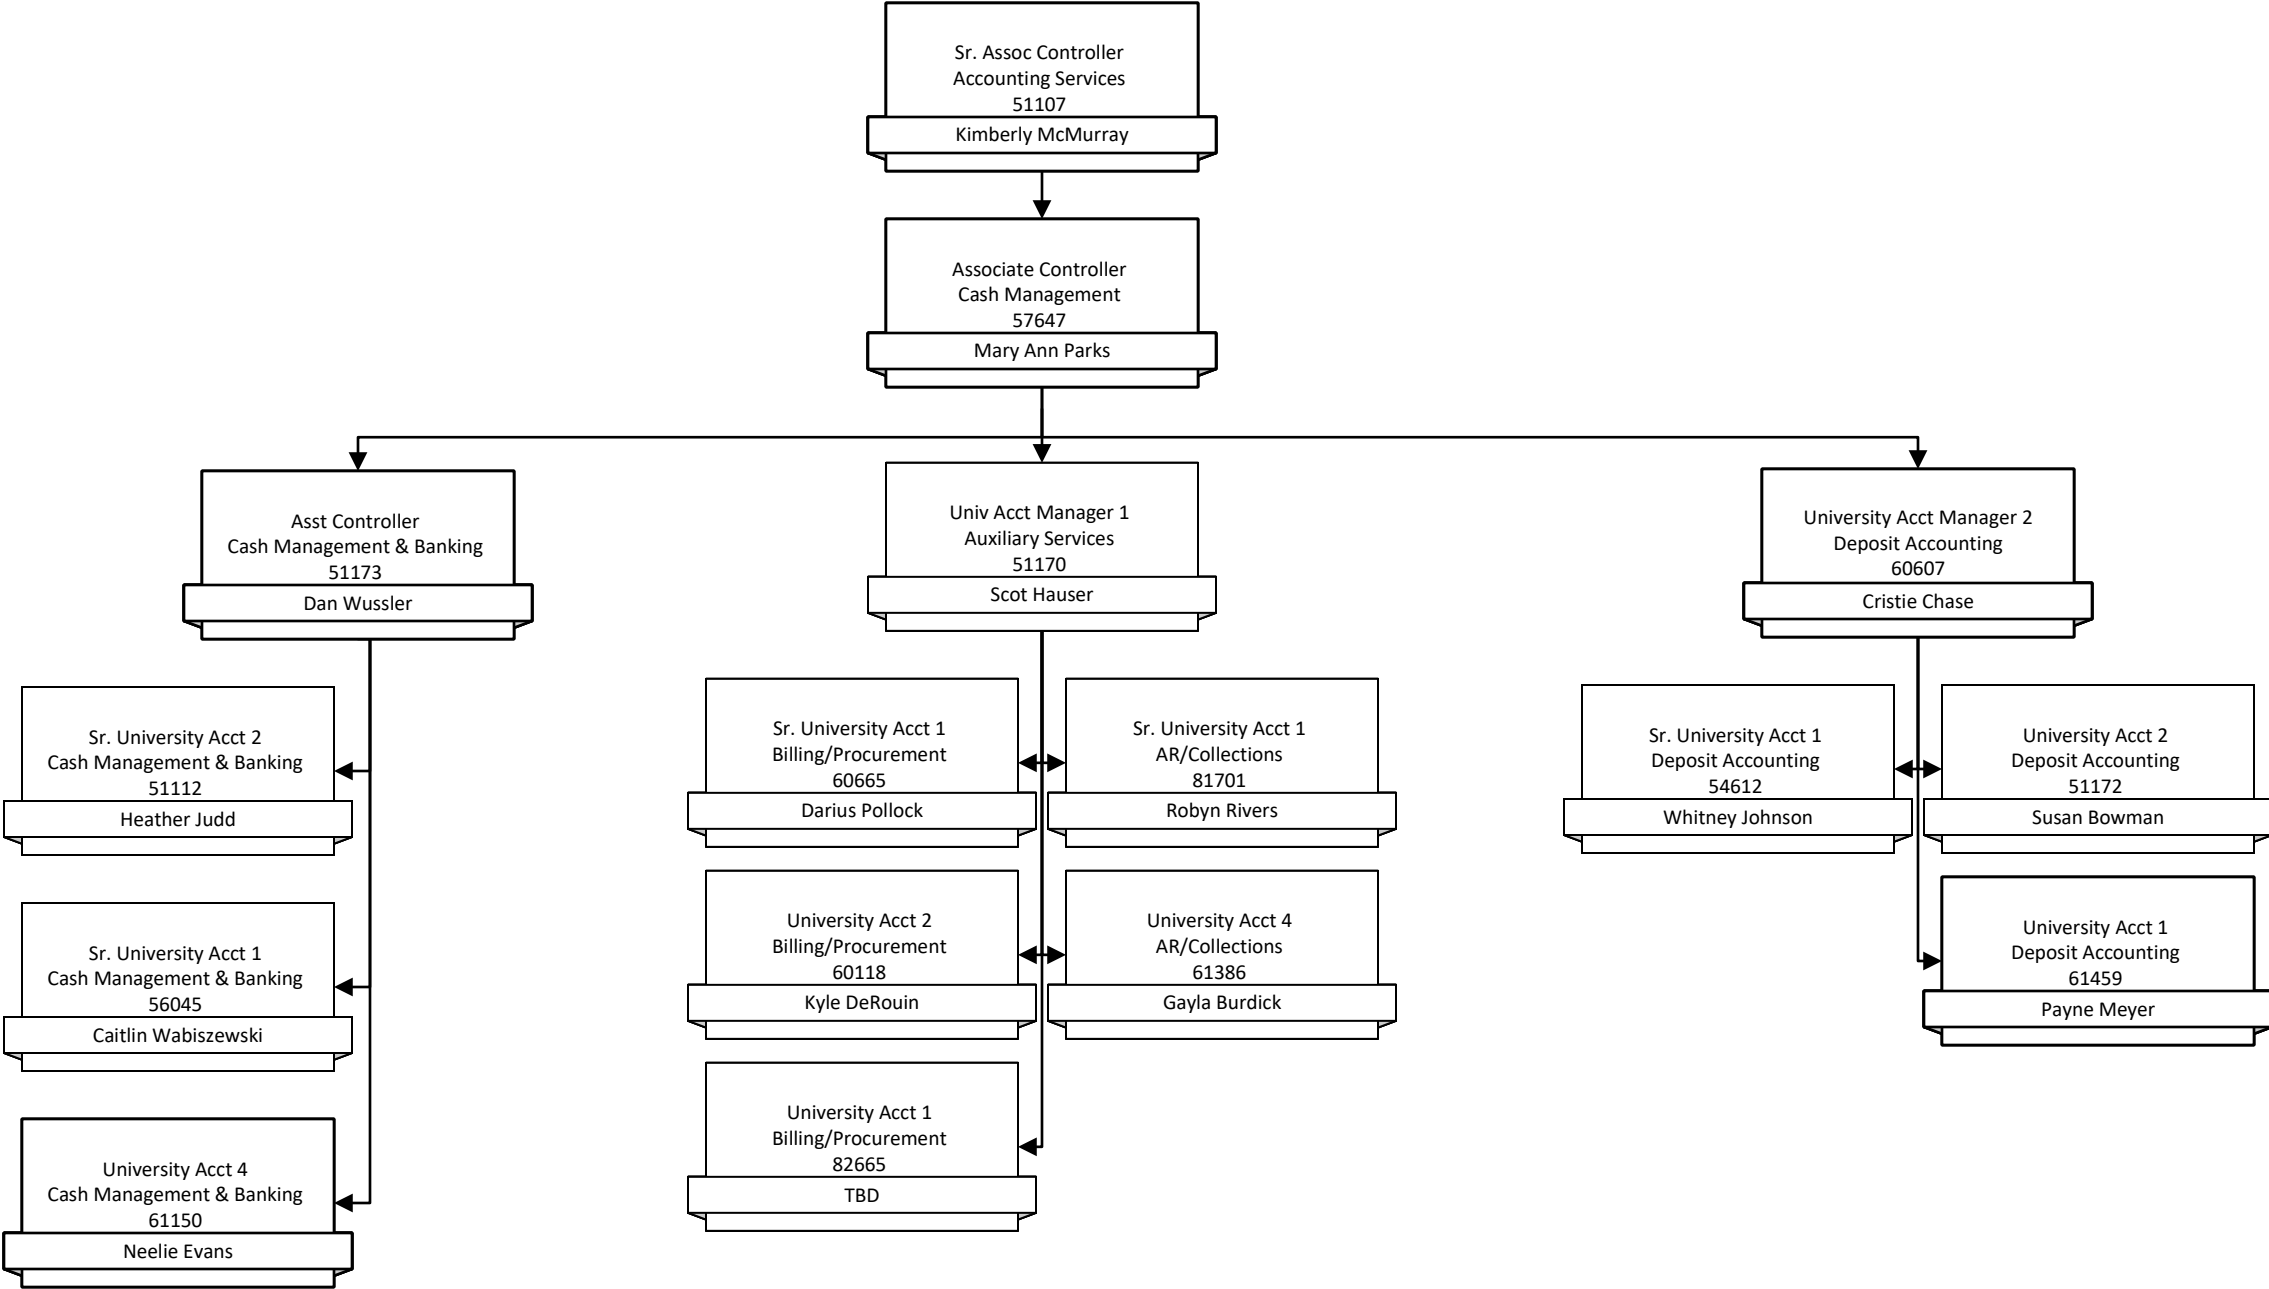 Sr. Assoc Controller
Accounting Services
51107
Kimberly McMurray
Associate Controller
Cash Management
57647
Mary Ann Parks
Asst Controller
Cash Management & Banking
51173
Dan Wussler
Univ Acct Manager 1
Auxiliary Services
51170
Scot Hauser
University Acct Manager 2
Deposit Accounting
60607
Cristie Chase
Sr. University Acct 2
Cash Management & Banking
51112
Heather Judd
Sr. University Acct 1
Billing/Procurement
60665
Darius Pollock
Sr. University Acct 1
AR/Collections
81701
Robyn Rivers
Sr. University Acct 1
Deposit Accounting
54612
Whitney Johnson
University Acct 2
Deposit Accounting
51172
Susan Bowman
Sr. University Acct 1
Cash Management & Banking
56045
Caitlin Wabiszewski
University Acct 2
Billing/Procurement
60118
Kyle DeRouin
University Acct 4
AR/Collections
61386
Gayla Burdick
University Acct 1
Deposit Accounting
61459
Payne Meyer
University Acct 4
Cash Management & Banking
61150
Neelie Evans
University Acct 1
Billing/Procurement
82665
TBD